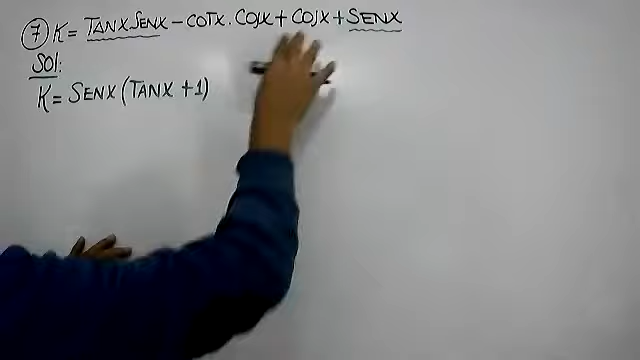 7 K = TANX SENX - COTX . COSX + COSX + SENX
SOL:
K = SENX (TANX + 1)